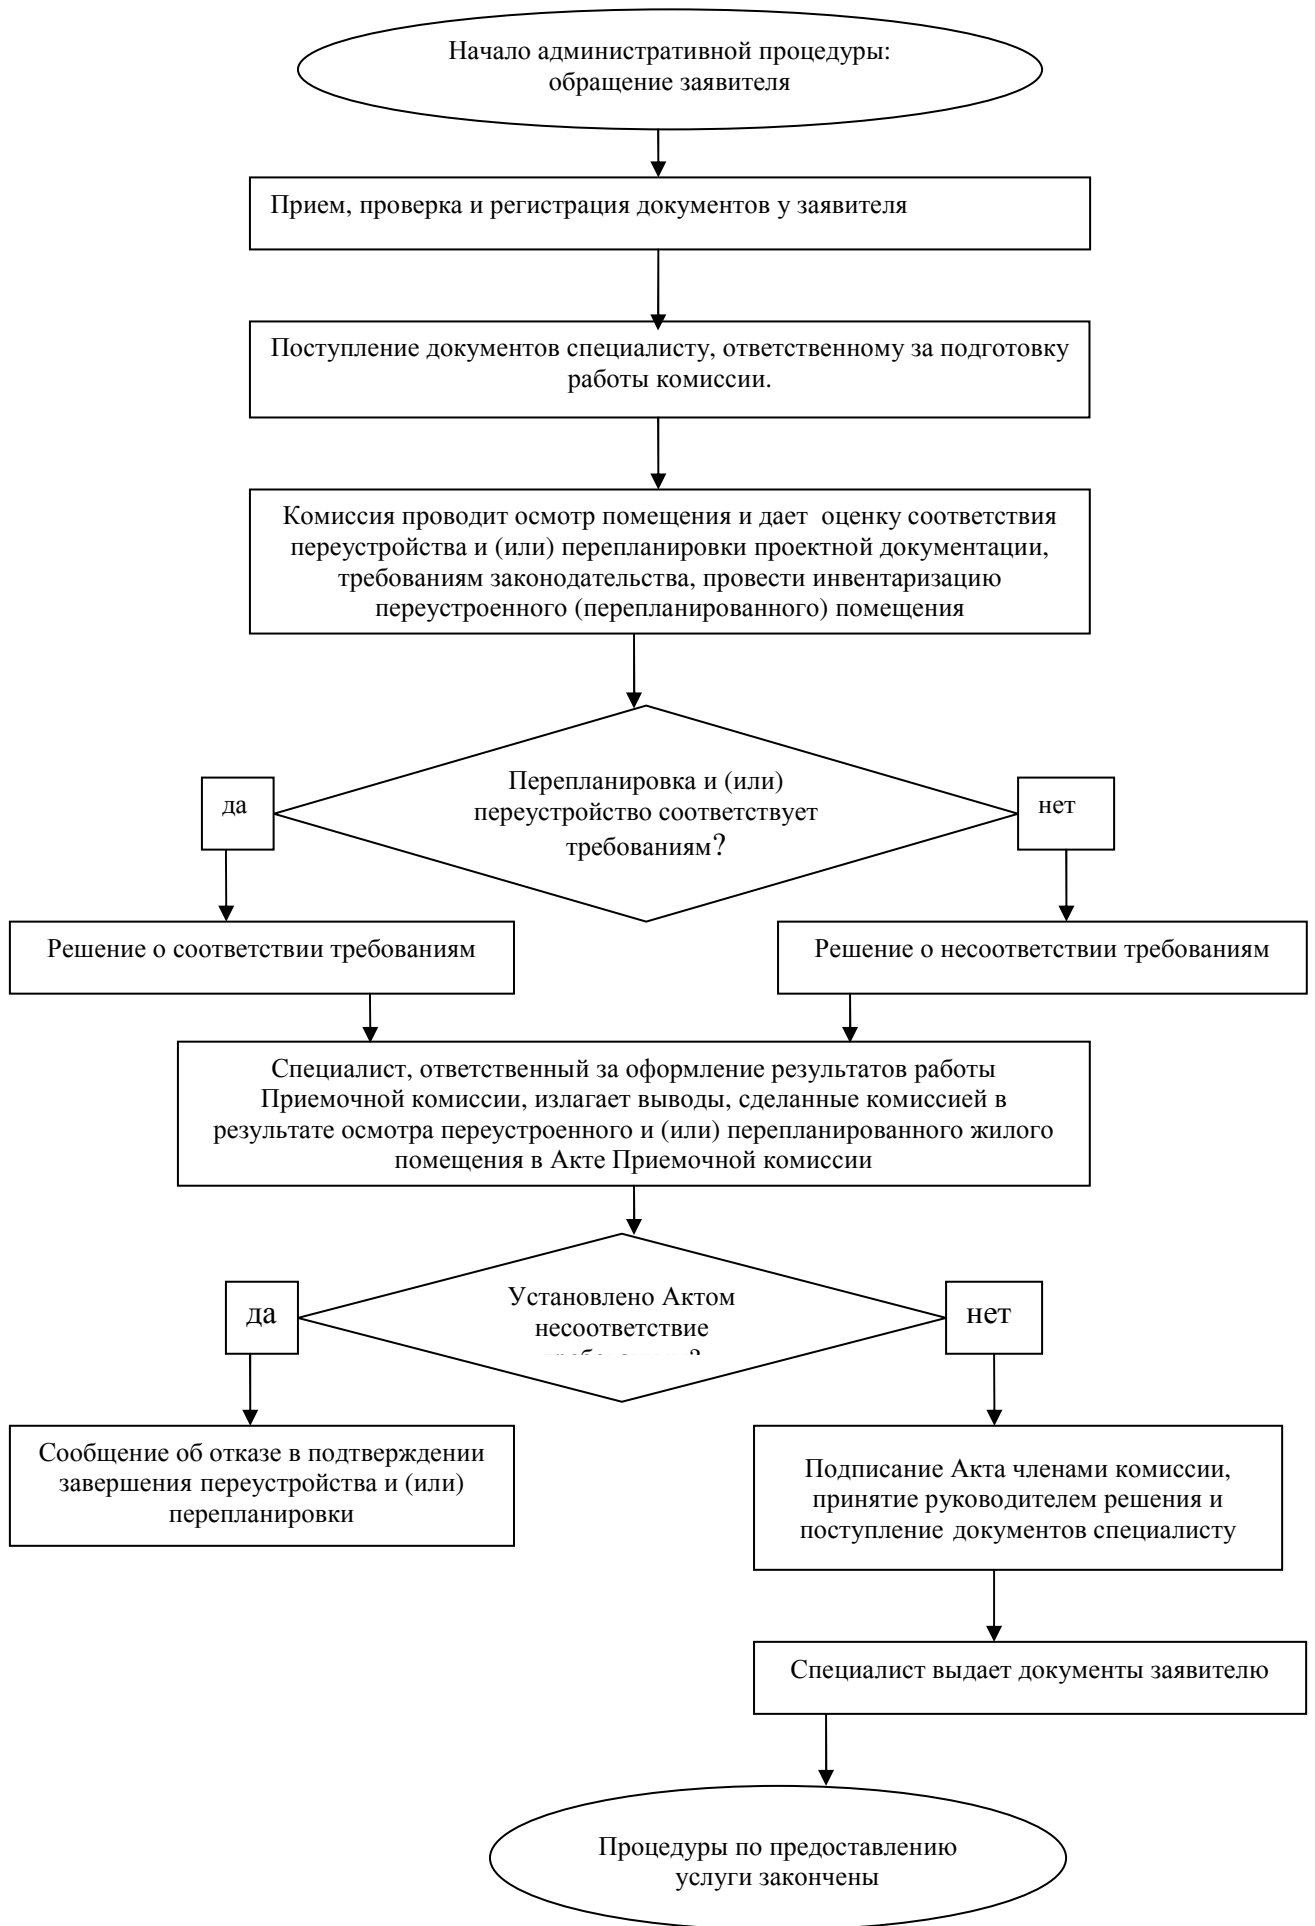 Начало административной процедуры:
обращение заявителя
Прием, проверка и регистрация документов у заявителя
Поступление документов специалисту, ответственному за подготовку
работы комиссии.
Комиссия проводит осмотр помещения и дает оценку соответствия
переустройства и (или) перепланировки проектной документации,
требованиям законодательства, провести инвентаризацию
переустроенного (перепланированного) помещения
Перепланировка и (или)
переустройство соответствует
требованиям?
да
нет
Решение о соответствии требованиям
Решение о несоответствии требованиям
Специалист, ответственный за оформление результатов работы
Приемочной комиссии, излагает выводы, сделанные комиссией в
результате осмотра переустроенного и (или) перепланированного жилого
помещения в Акте Приемочной комиссии
Установлено Актом
несоответствие
да
нет
Сообщение об отказе в подтверждении
завершения переустройства и (или)
перепланировки
Подписание Акта членами комиссии,
принятие руководителем решения и
поступление документов специалисту
Специалист выдает документы заявителю
Процедуры по предоставлению
услуги закончены